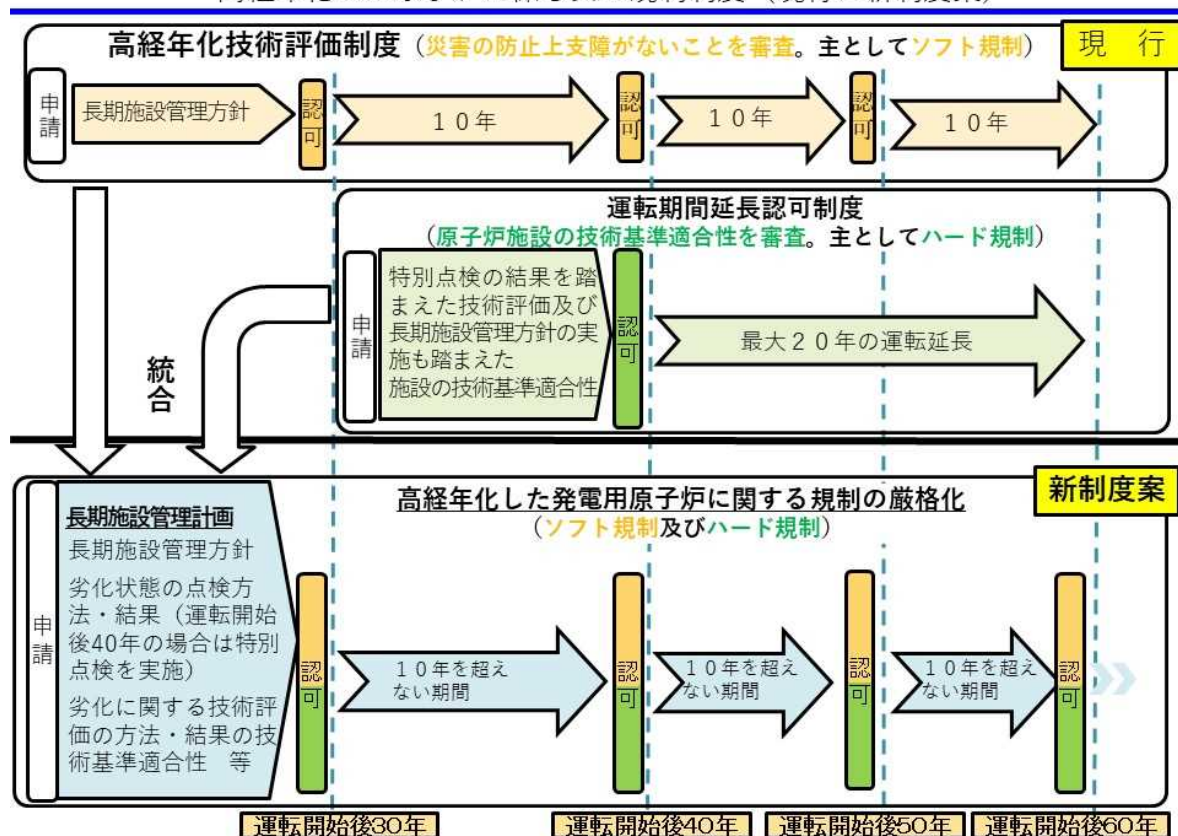 高経年化技術評価制度（災害の防止上支障がないことを審査。主としてソフト規制）
現　行
申請
長期施設管理方針
認可
１０年
認可
１０年
認可
１０年
運転期間延長認可制度
（原子炉施設の技術基準適合性を審査。主としてハード規制）
申請
特別点検の結果を踏
まえた技術評価及び
長期施設管理方針の実
施も踏まえた
施設の技術基準適合性
認可
最大２０年の運転延長
統合
新制度案
高経年化した発電用原子炉に関する規制の厳格化
（ソフト規制及びハード規制）
申請
長期施設管理計画
長期施設管理方針
劣化状態の点検方
法・結果（運転開始
後40年の場合は特別
点検を実施）
劣化に関する技術評
価の方法・結果の技
術基準適合性　等
認可
１０年を超え
ない期間
認可
１０年を超え
ない期間
認可
１０年を超え
ない期間
認可
運転開始後30年
運転開始後40年
運転開始後50年
運転開始後60年